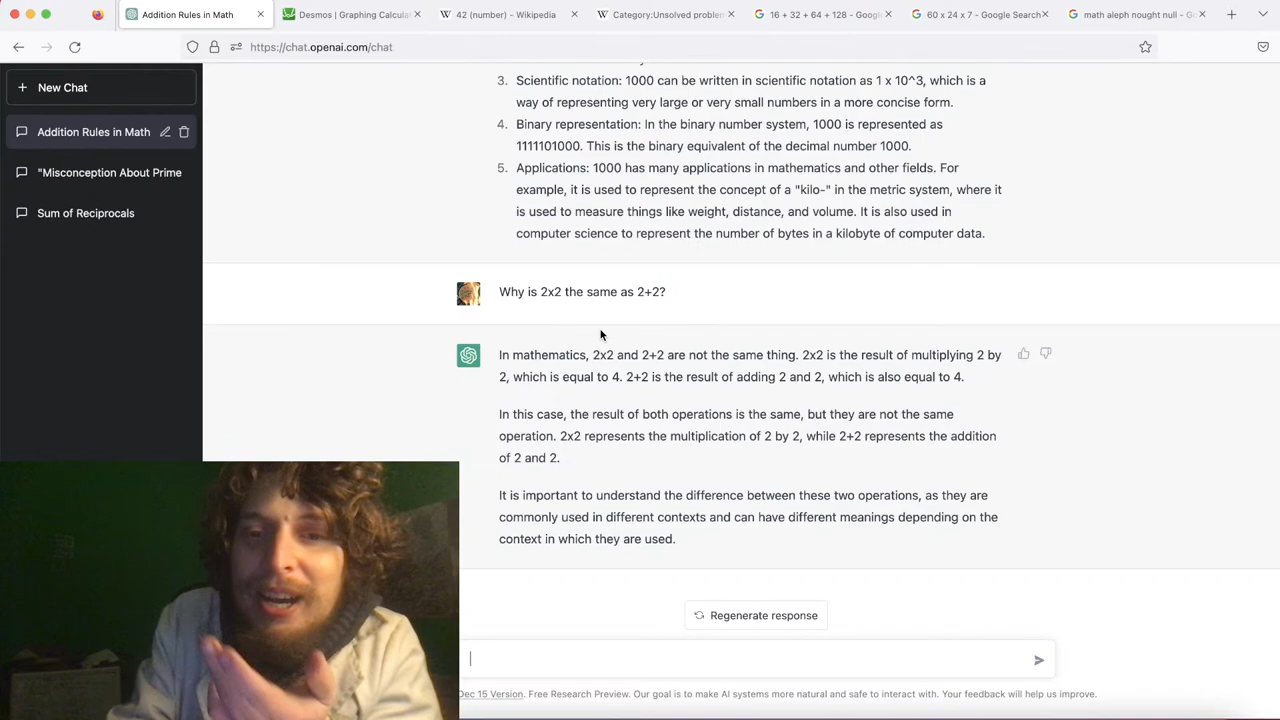 Addition Rules in Math
Desmos | Graphing Calcula
42 (number) - Wikipedia
Category:Unsolved problem
16 + 32 + 64 + 128 - Googl
60 x 24 x 7 - Google Search
math aleph nought null - Go
https://chat.openai.com/chat
New Chat
Addition Rules in Math
"Misconception About Prime
Sum of Reciprocals
3. Scientific notation: 1000 can be written in scientific notation as 1 x 10^3, which is a
way of representing very large or very small numbers in a more concise form.
4. Binary representation: In the binary number system, 1000 is represented as
1111101000. This is the binary equivalent of the decimal number 1000.
5. Applications: 1000 has many applications in mathematics and other fields. For
example, it is used to represent the concept of a "kilo-" in the metric system, where it
is used to measure things like weight, distance, and volume. It is also used in
computer science to represent the number of bytes in a kilobyte of computer data.
Why is 2x2 the same as 2+2?
In mathematics, 2x2 and 2+2 are not the same thing. 2x2 is the result of multiplying 2 by
2, which is equal to 4. 2+2 is the result of adding 2 and 2, which is also equal to 4.
In this case, the result of both operations is the same, but they are not the same
operation. 2x2 represents the multiplication of 2 by 2, while 2+2 represents the addition
of 2 and 2.
It is important to understand the difference between these two operations, as they are
commonly used in different contexts and can have different meanings depending on the
context in which they are used.
Regenerate response
Dec 15 Version. Free Research Preview. Our goal is to make AI systems more natural and safe to interact with. Your feedback will help us improve.